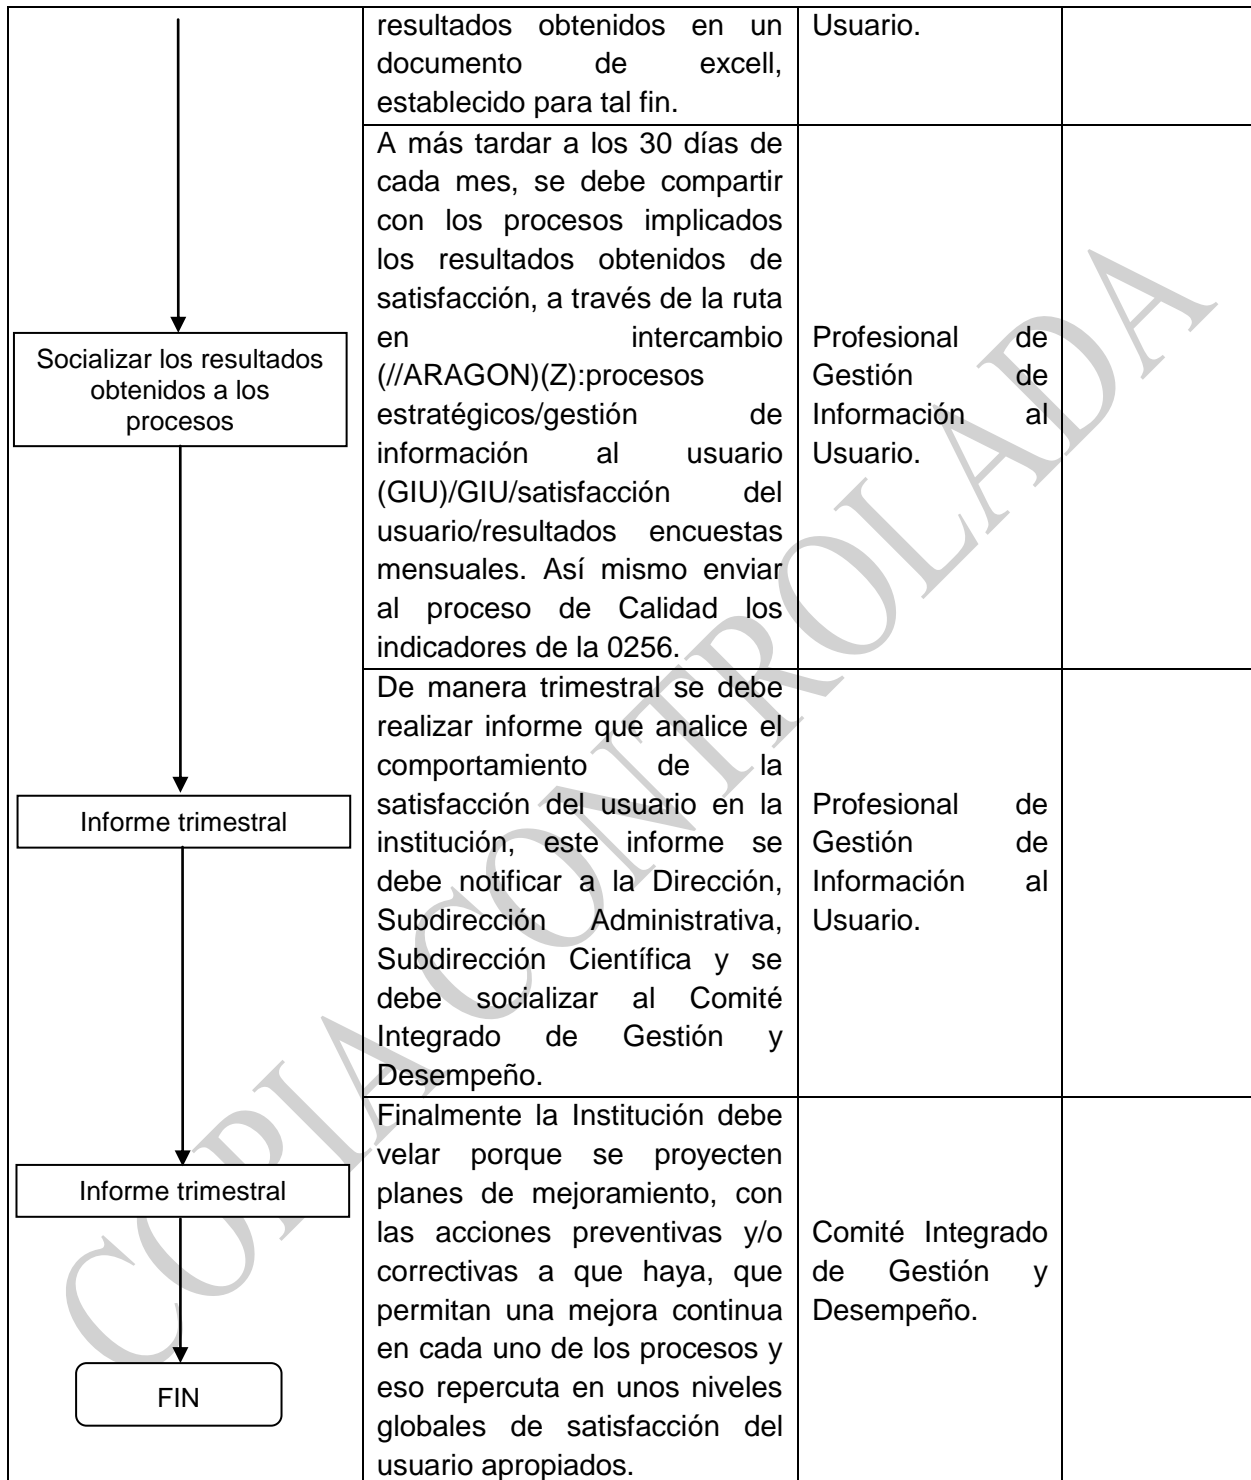 resultados obtenidos en un
documento de excell,
establecido para tal fin.
Usuario.
Socializar los resultados
obtenidos a los
procesos
A más tardar a los 30 días de
cada mes, se debe compartir
con los procesos implicados
los resultados obtenidos de
satisfacción, a través de la ruta
en intercambio
(//ARAGON)(Z):procesos
estratégicos/gestión de
información al usuario
(GIU)/GIU/satisfacción del
usuario/resultados encuestas
mensuales. Así mismo enviar
al proceso de Calidad los
indicadores de la 0256.
Profesional de
Gestión de
Información al
Usuario.
Informe trimestral
De manera trimestral se debe
realizar informe que analice el
comportamiento de la
satisfacción del usuario en la
institución, este informe se
debe notificar a la Dirección,
Subdirección Administrativa,
Subdirección Científica y se
debe socializar al Comité
Integrado de Gestión y
Desempeño.
Profesional de
Gestión de
Información al
Usuario.
Informe trimestral
Finalmente la Institución debe
velar porque se proyecten
planes de mejoramiento, con
las acciones preventivas y/o
correctivas a que haya, que
permitan una mejora continua
en cada uno de los procesos y
eso repercuta en unos niveles
globales de satisfacción del
usuario apropiados.
Comité Integrado
de Gestión y
Desempeño.
FIN
COPIA CONTROLADA